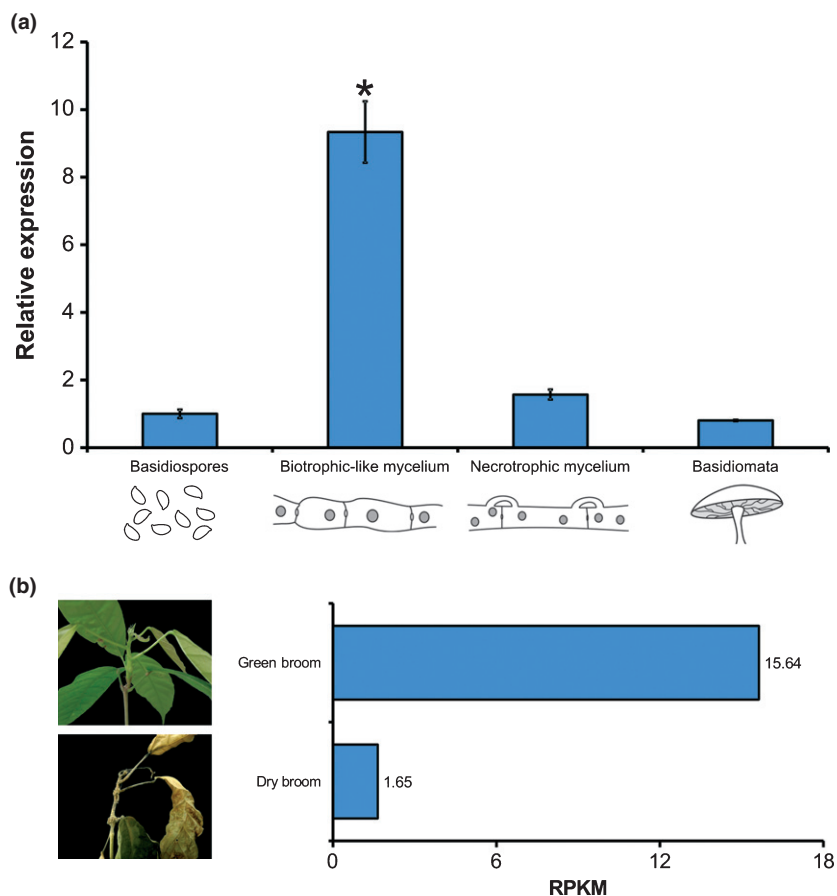 (a)
12
10
8
6
4
2
0
Relative expression
*
Basidiospores
Biotrophic-like mycelium
Necrotrophic mycelium
Basidiomata
(b)
Green broom
15.64
Dry broom
1.65
0 6 12 18
RPKM